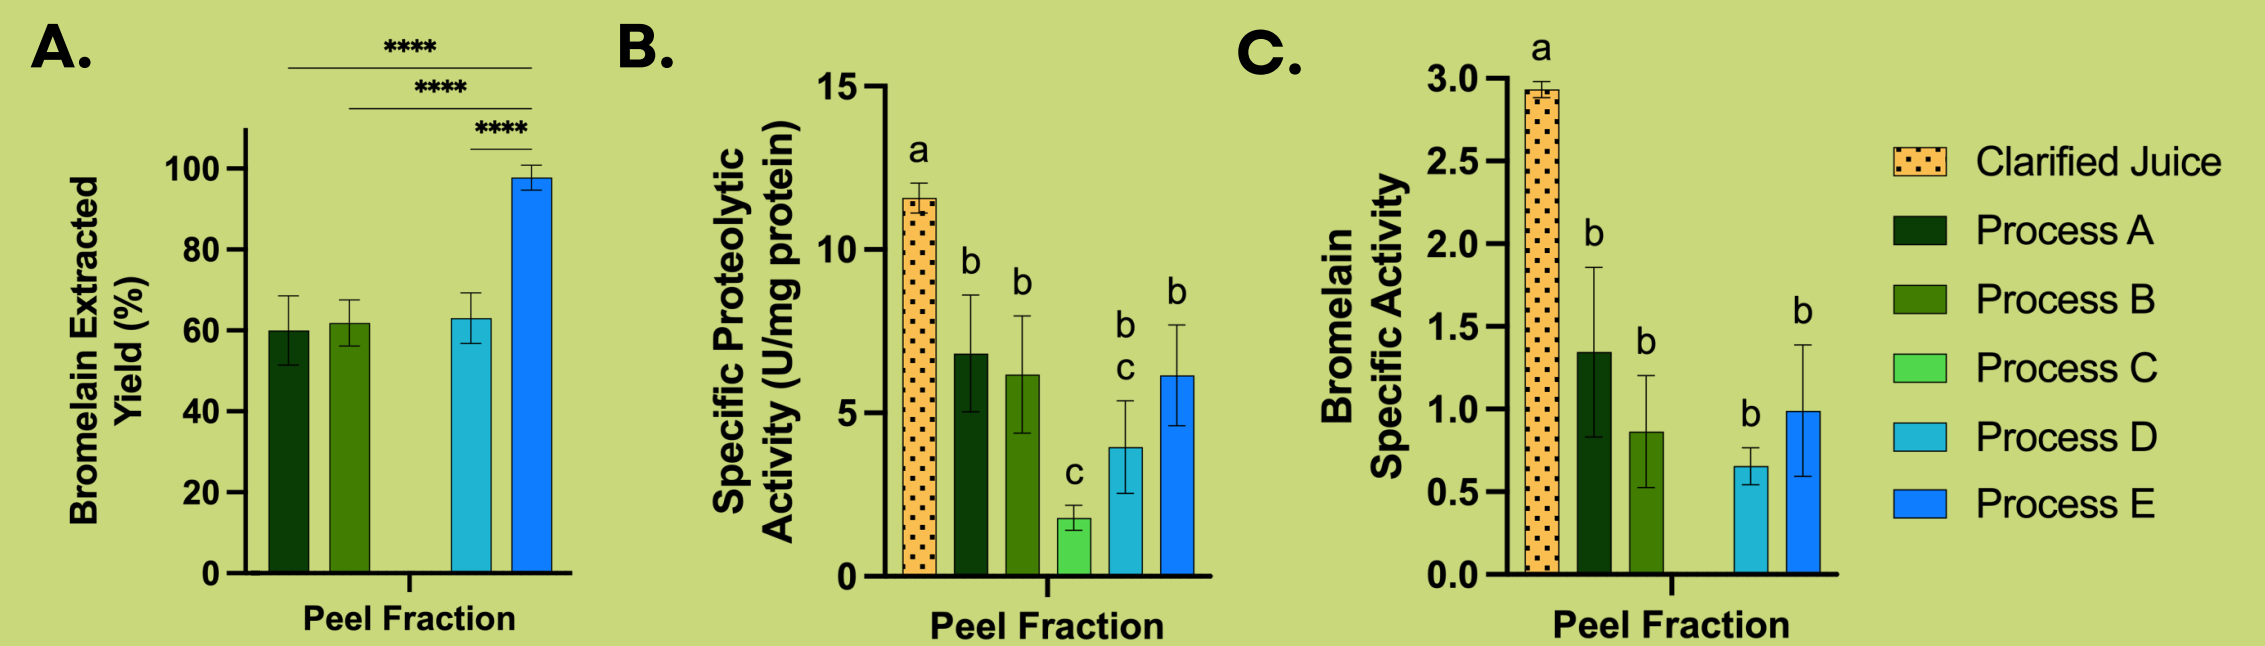 A.
****
****
****
Bromelain Extracted
Yield (%)
100
80
60
40
20
0
Peel Fraction
B.
Specific Proteolytic
Activity (U/mg protein)
15
10
5
0
a
b
b
c
b
c
b
Peel Fraction
C.
Bromelain
Specific Activity
3.0
2.5
2.0
1.5
1.0
0.5
0.0
a
b
b
b
b
Peel Fraction
Clarified Juice
Process A
Process B
Process C
Process D
Process E